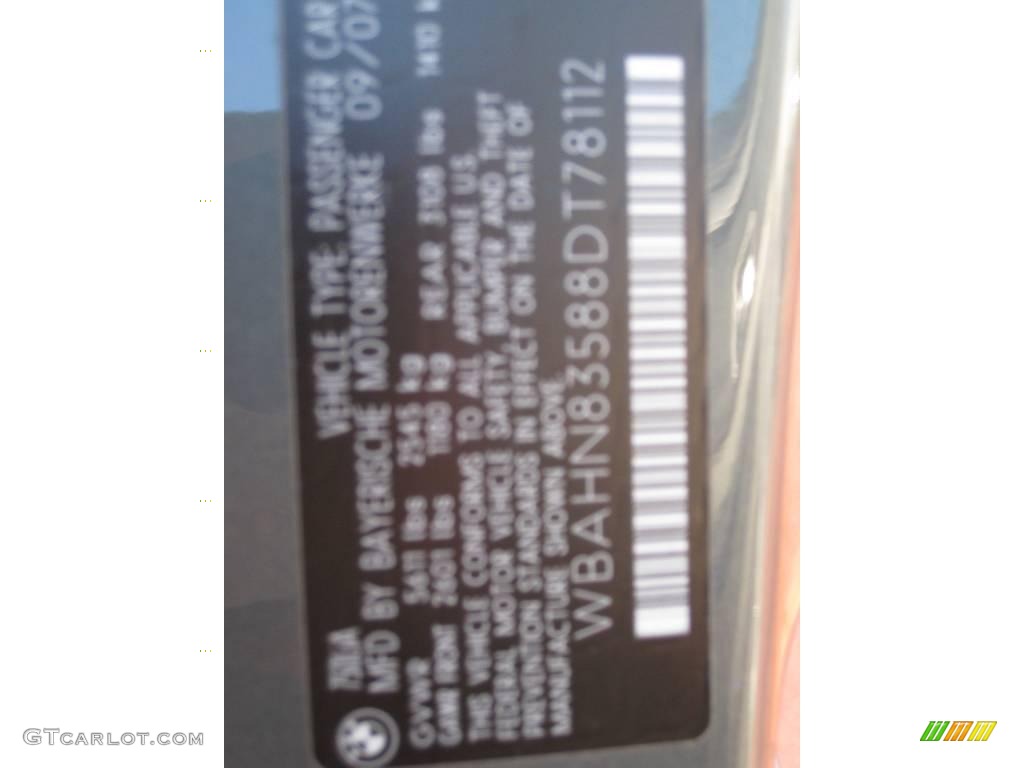 750LiA VEHICLE TYPE: PASSENGER CAR
MFD BY BAYERISCHE MOTORENWERKE 09/07
GVWR 5611 lbs 2545 kg
GAWR FRONT 2601 lbs 1180 kg REAR 3108 lbs 1410 k
THIS VEHICLE CONFORMS TO ALL APPLICABLE U.S.
FEDERAL MOTOR VEHICLE SAFETY, BUMPER AND THEFT
PREVENTION STANDARDS IN EFFECT ON THE DATE OF
MANUFACTURE SHOWN ABOVE.
WBAHN83588DT78112
GTCarLot.com